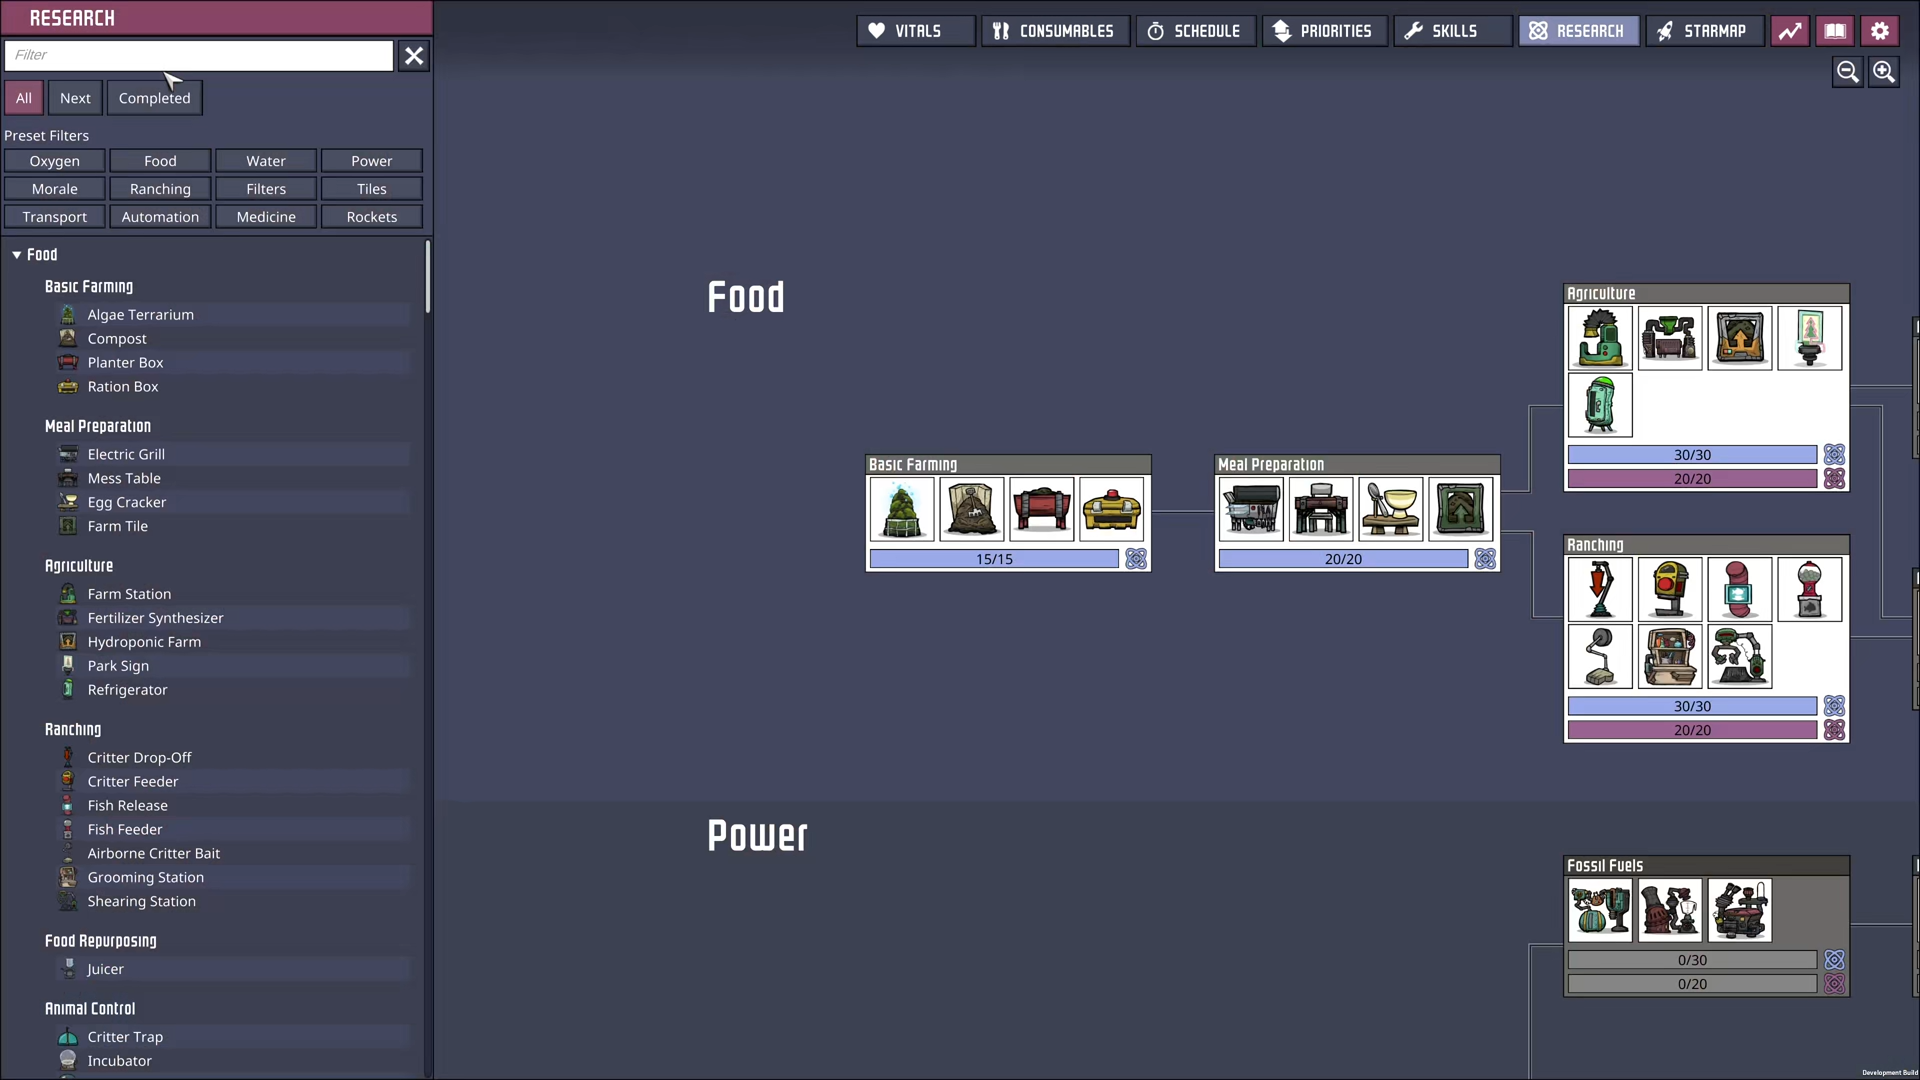 RESEARCH
VITALS
CONSUMABLES
SCHEDULE
PRIORITIES
SKILLS
RESEARCH
STARMAP
Filter
All
Next
Completed
Preset Filters
Oxygen
Food
Water
Power
Morale
Ranching
Filters
Tiles
Transport
Automation
Medicine
Rockets
Food
Basic Farming
Algae Terrarium
Compost
Planter Box
Ration Box
Meal Preparation
Electric Grill
Mess Table
Egg Cracker
Farm Tile
Agriculture
Farm Station
Fertilizer Synthesizer
Hydroponic Farm
Park Sign
Refrigerator
Ranching
Critter Drop-Off
Critter Feeder
Fish Release
Fish Feeder
Airborne Critter Bait
Grooming Station
Shearing Station
Food Repurposing
Juicer
Animal Control
Critter Trap
Incubator
Food
Basic Farming
15/15
Meal Preparation
20/20
Agriculture
30/30
20/20
Ranching
30/30
20/20
Power
Fossil Fuels
0/30
0/20
Development Build